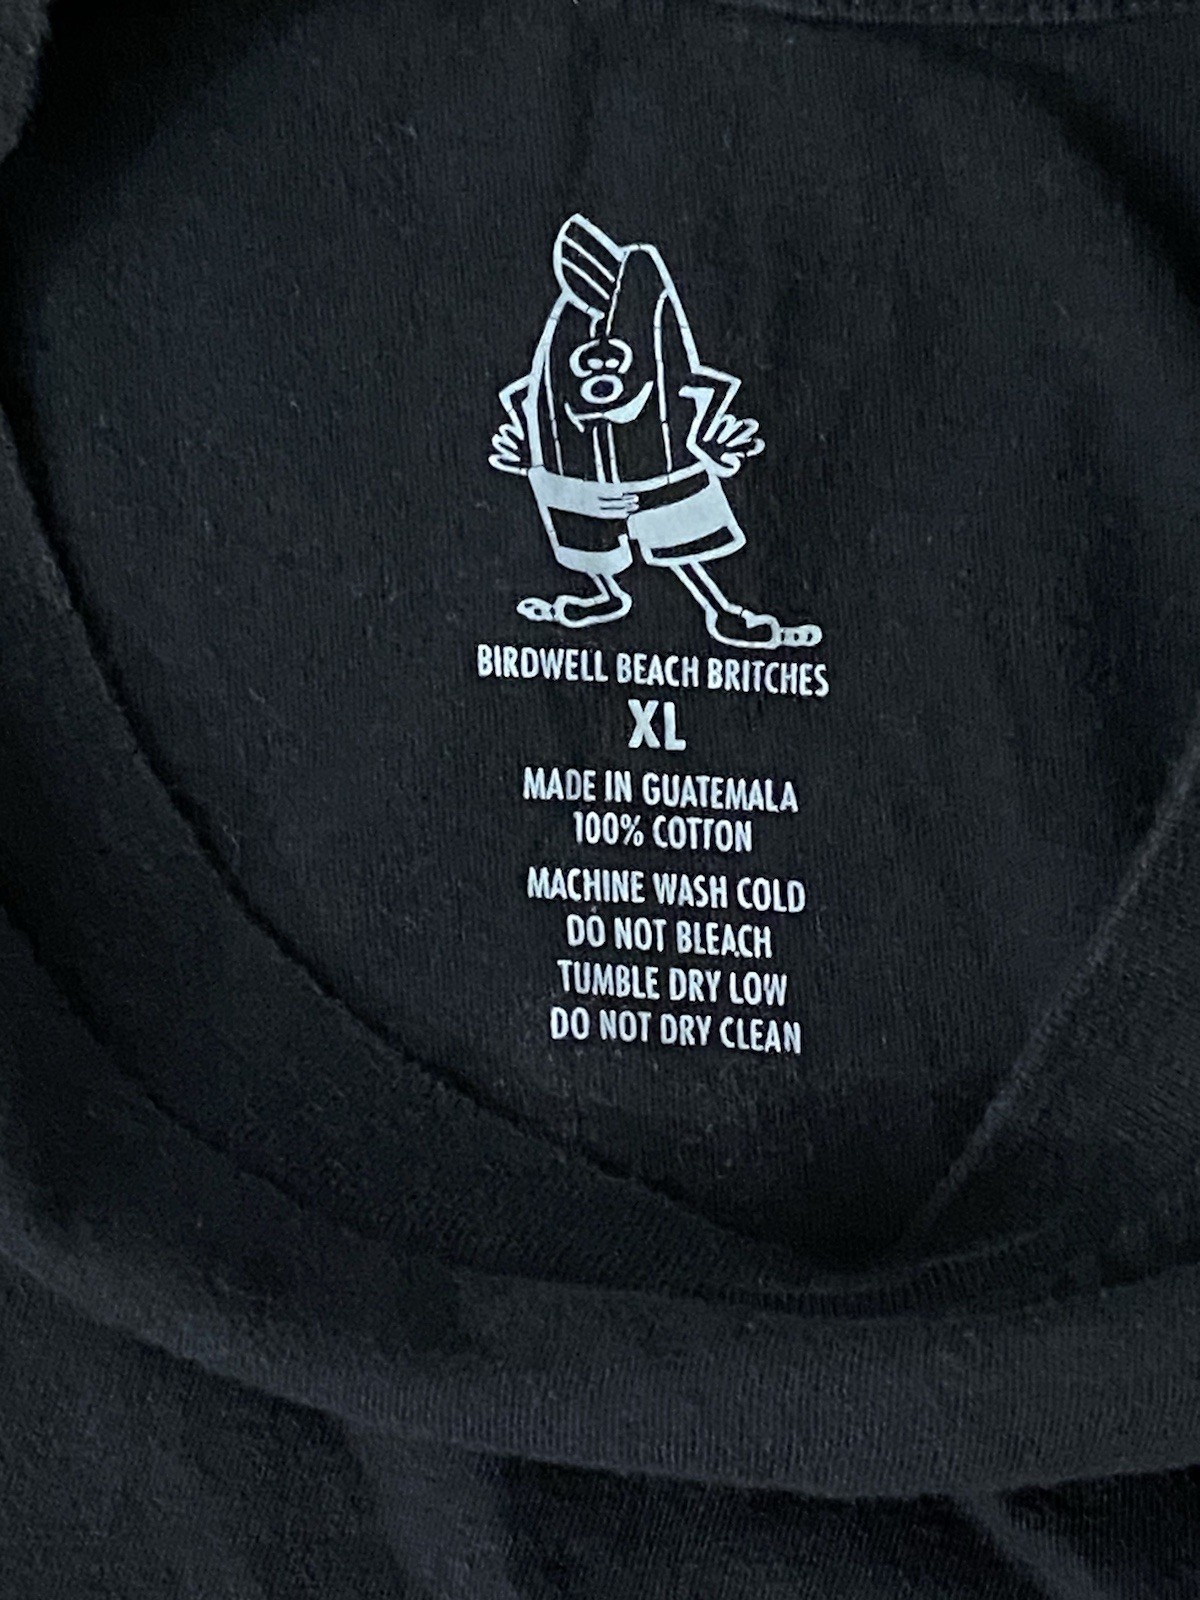 BIRDWELL BEACH BRITCHES
XL
MADE IN GUATEMALA
100% COTTON
MACHINE WASH COLD
DO NOT BLEACH
TUMBLE DRY LOW
DO NOT DRY CLEAN